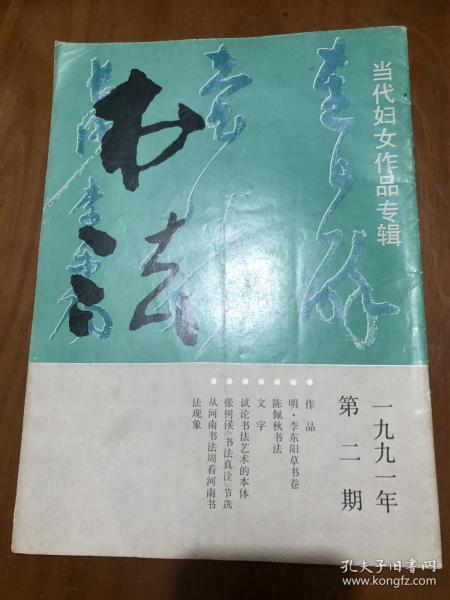 当代妇女作品专辑
书法
一九九一年
第二期
作品
明·李东阳草书卷
陈佩秋书法
文字
试论书法艺术的本体
张树侯《书法真诠》节选
从河南书法周看河南书
法现象
孔夫子旧书网
www.kongfz.com